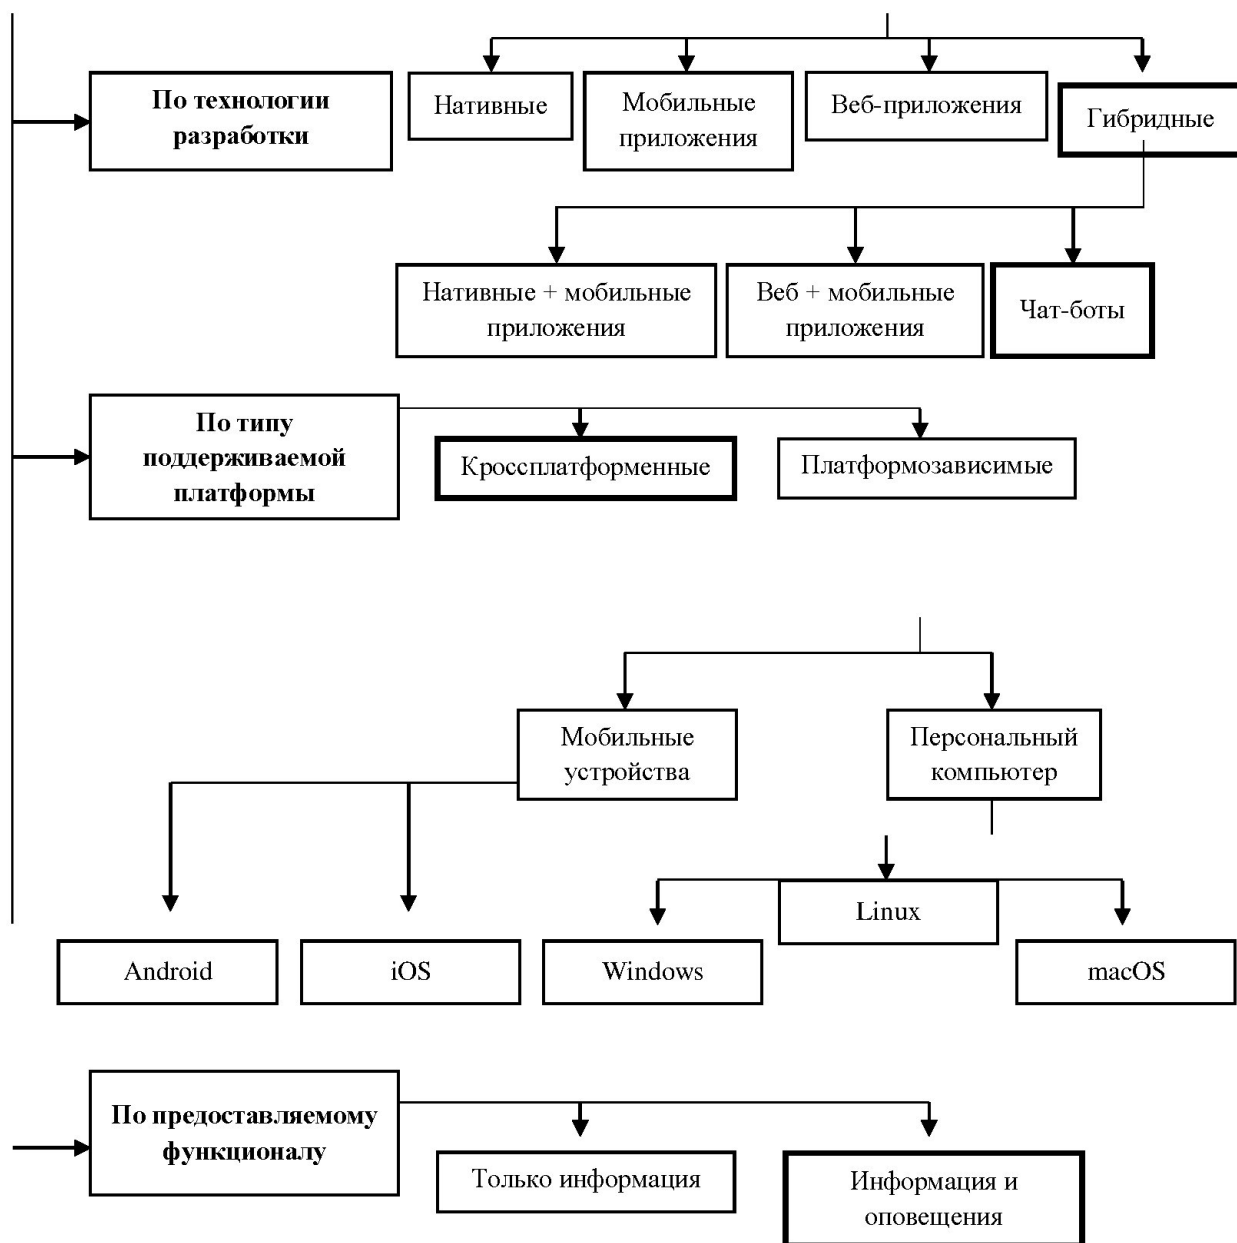 По технологии
разработки
Нативные
Мобильные
приложения
Веб-приложения
Гибридные
Нативные + мобильные
приложения
Веб + мобильные
приложения
Чат-боты
По типу
поддерживаемой
платформы
Кроссплатформенные
Платформозависимые
Мобильные
устройства
Персональный
компьютер
Linux
Android
iOS
Windows
macOS
По предоставляемому
функционалу
Только информация
Информация и
оповещения